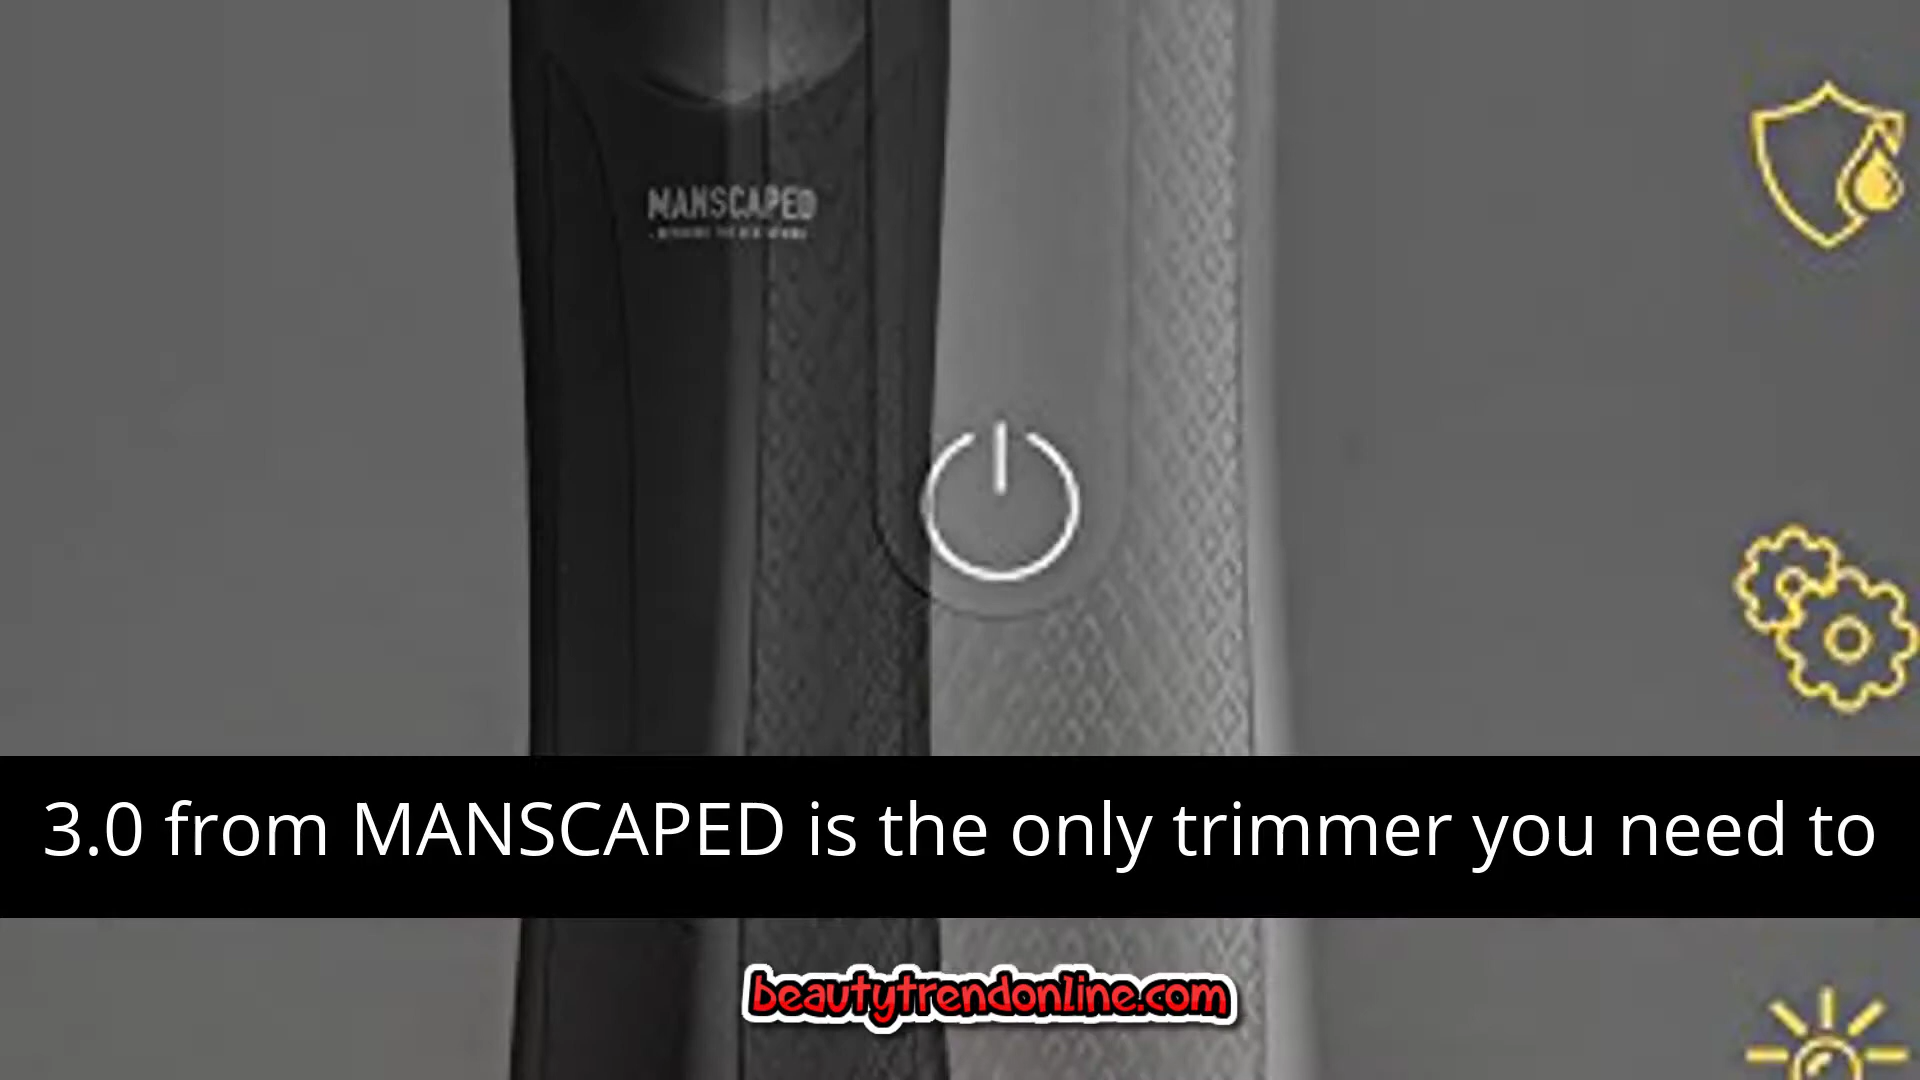 MANSCAPED
3.0 from MANSCAPED is the only trimmer you need to
beautytrendonline.com